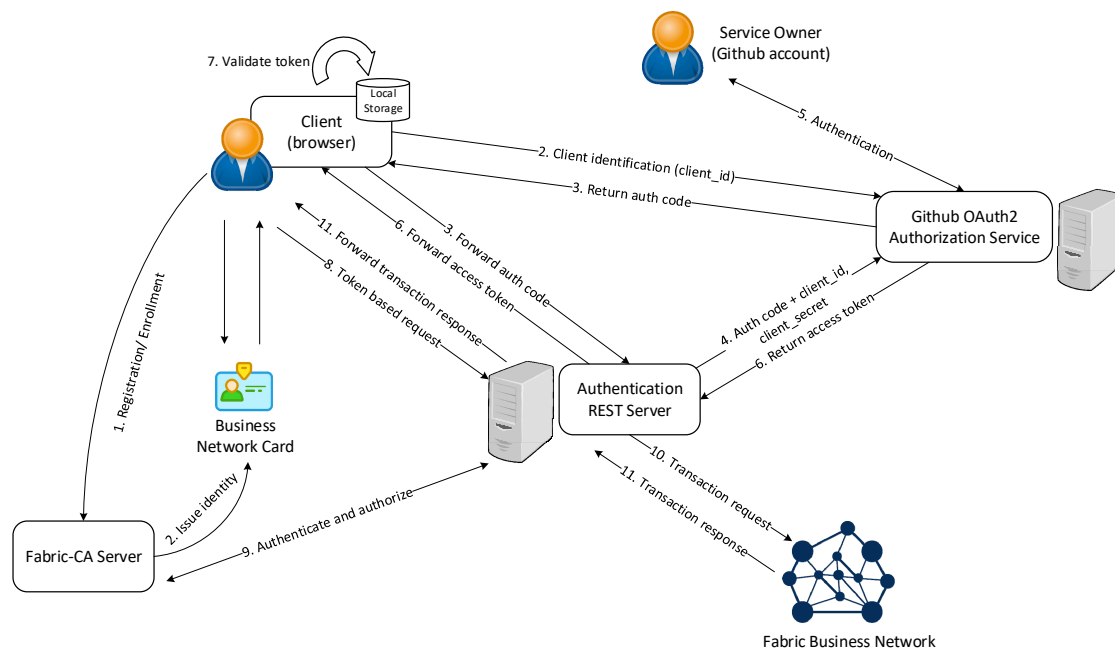 Service Owner
(Github account)
7. Validate token
Local
Storage
Client
(browser)
5. Authentication
2. Client identification (client_id)
3. Return auth code
Github OAuth2
Authorization Service
11. Forward transaction response
6. Forward access token
3. Forward auth code
8. Token based request
4. Auth code + client_id,
client_secret
6. Return access token
1. Registration/ Enrollment
Authentication
REST Server
Business
Network Card
10. Transaction request
11. Transaction response
2. Issue identity
9. Authenticate and authorize
Fabric-CA Server
Fabric Business Network